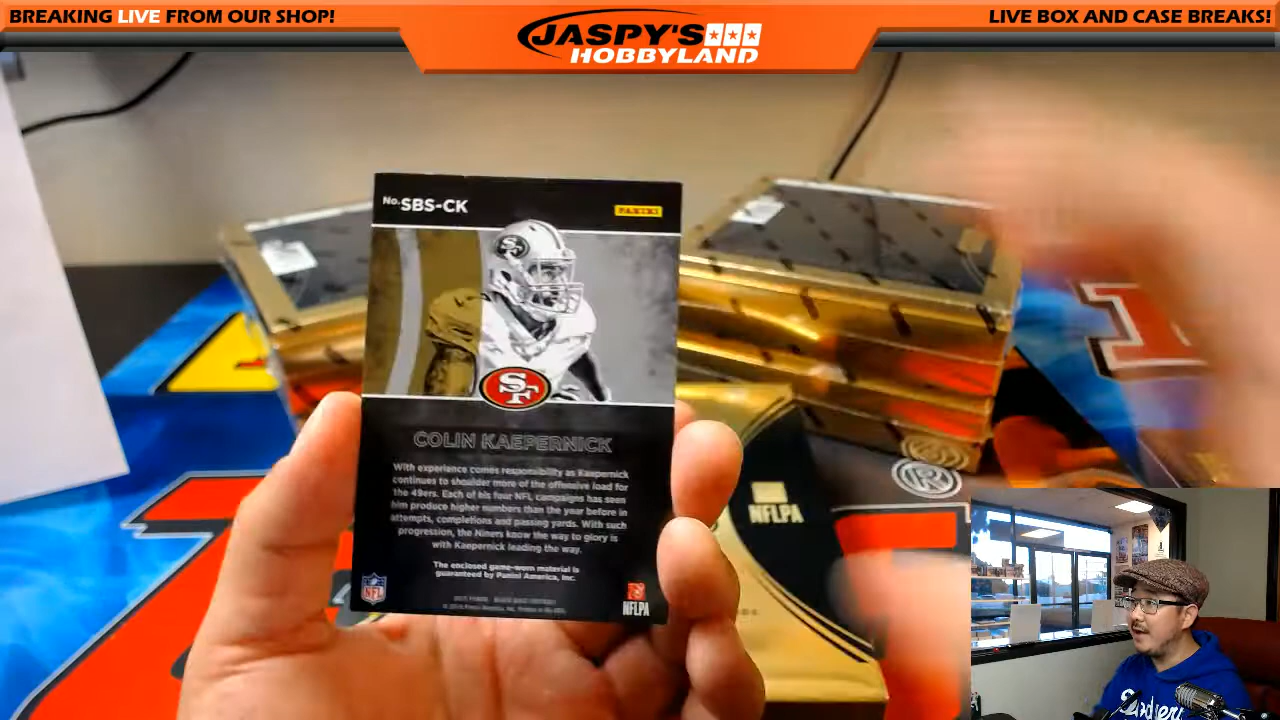 BREAKING LIVE FROM OUR SHOP!
JASPY'S
HOBBYLAND
LIVE BOX AND CASE BREAKS!
No. SBS-CK
PANINI
SF
SF
COLIN KAEPERNICK
With experience comes responsibility as Kaepernick
continues to shoulder more of the offensive load for
the 49ers. Each of his four NFL campaigns has seen
him produce higher numbers than the year before in
attempts, completions and passing yards. With such
progression, the Niners know the way to glory is
with Kaepernick leading the way.
The enclosed game-worn material is
guaranteed by Panini America, Inc.
NFL
NFLPA
NFLPA
Dodgers